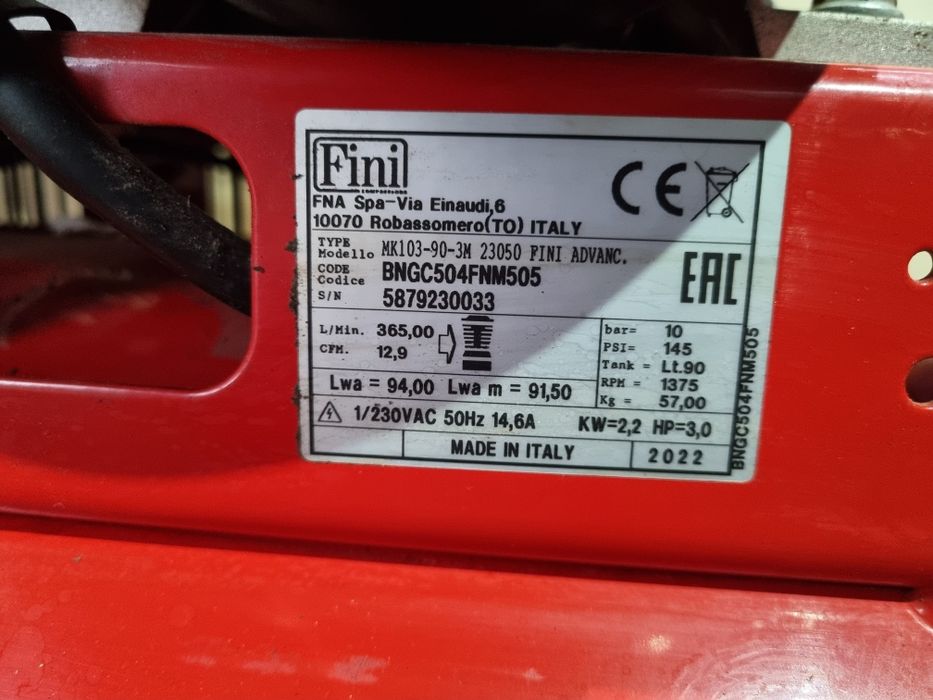 Fini
FNA Spa-Via Einaudi,6
10070 Robassomero(TO) ITALY
CE
TYPE
Modello
MK103-90-3M 23050 FINI ADVANC.
CODE
Codice
BNGC504FNM505
S/N
5879230033
EAC
L/Min. 365,00
CFM. 12,9
bar= 10
PSI= 145
Tank = Lt.90
RPM = 1375
Kg = 57,00
Lwa = 94,00 Lwa m = 91,50
1/230VAC 50Hz 14,6A KW=2,2 HP=3,0
MADE IN ITALY
2022
BNGC504FNM505